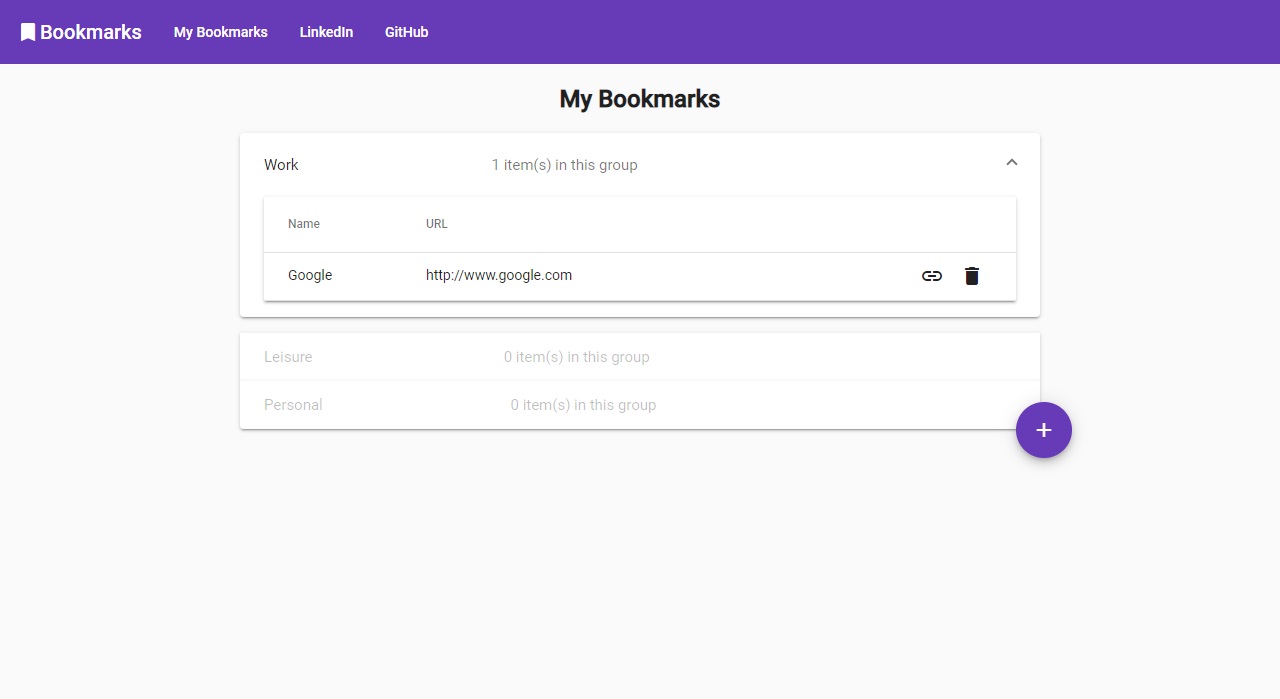 Bookmarks My Bookmarks LinkedIn GitHub
My Bookmarks
Work 1 item(s) in this group
Name URL
Google http://www.google.com
Leisure 0 item(s) in this group
Personal 0 item(s) in this group
+